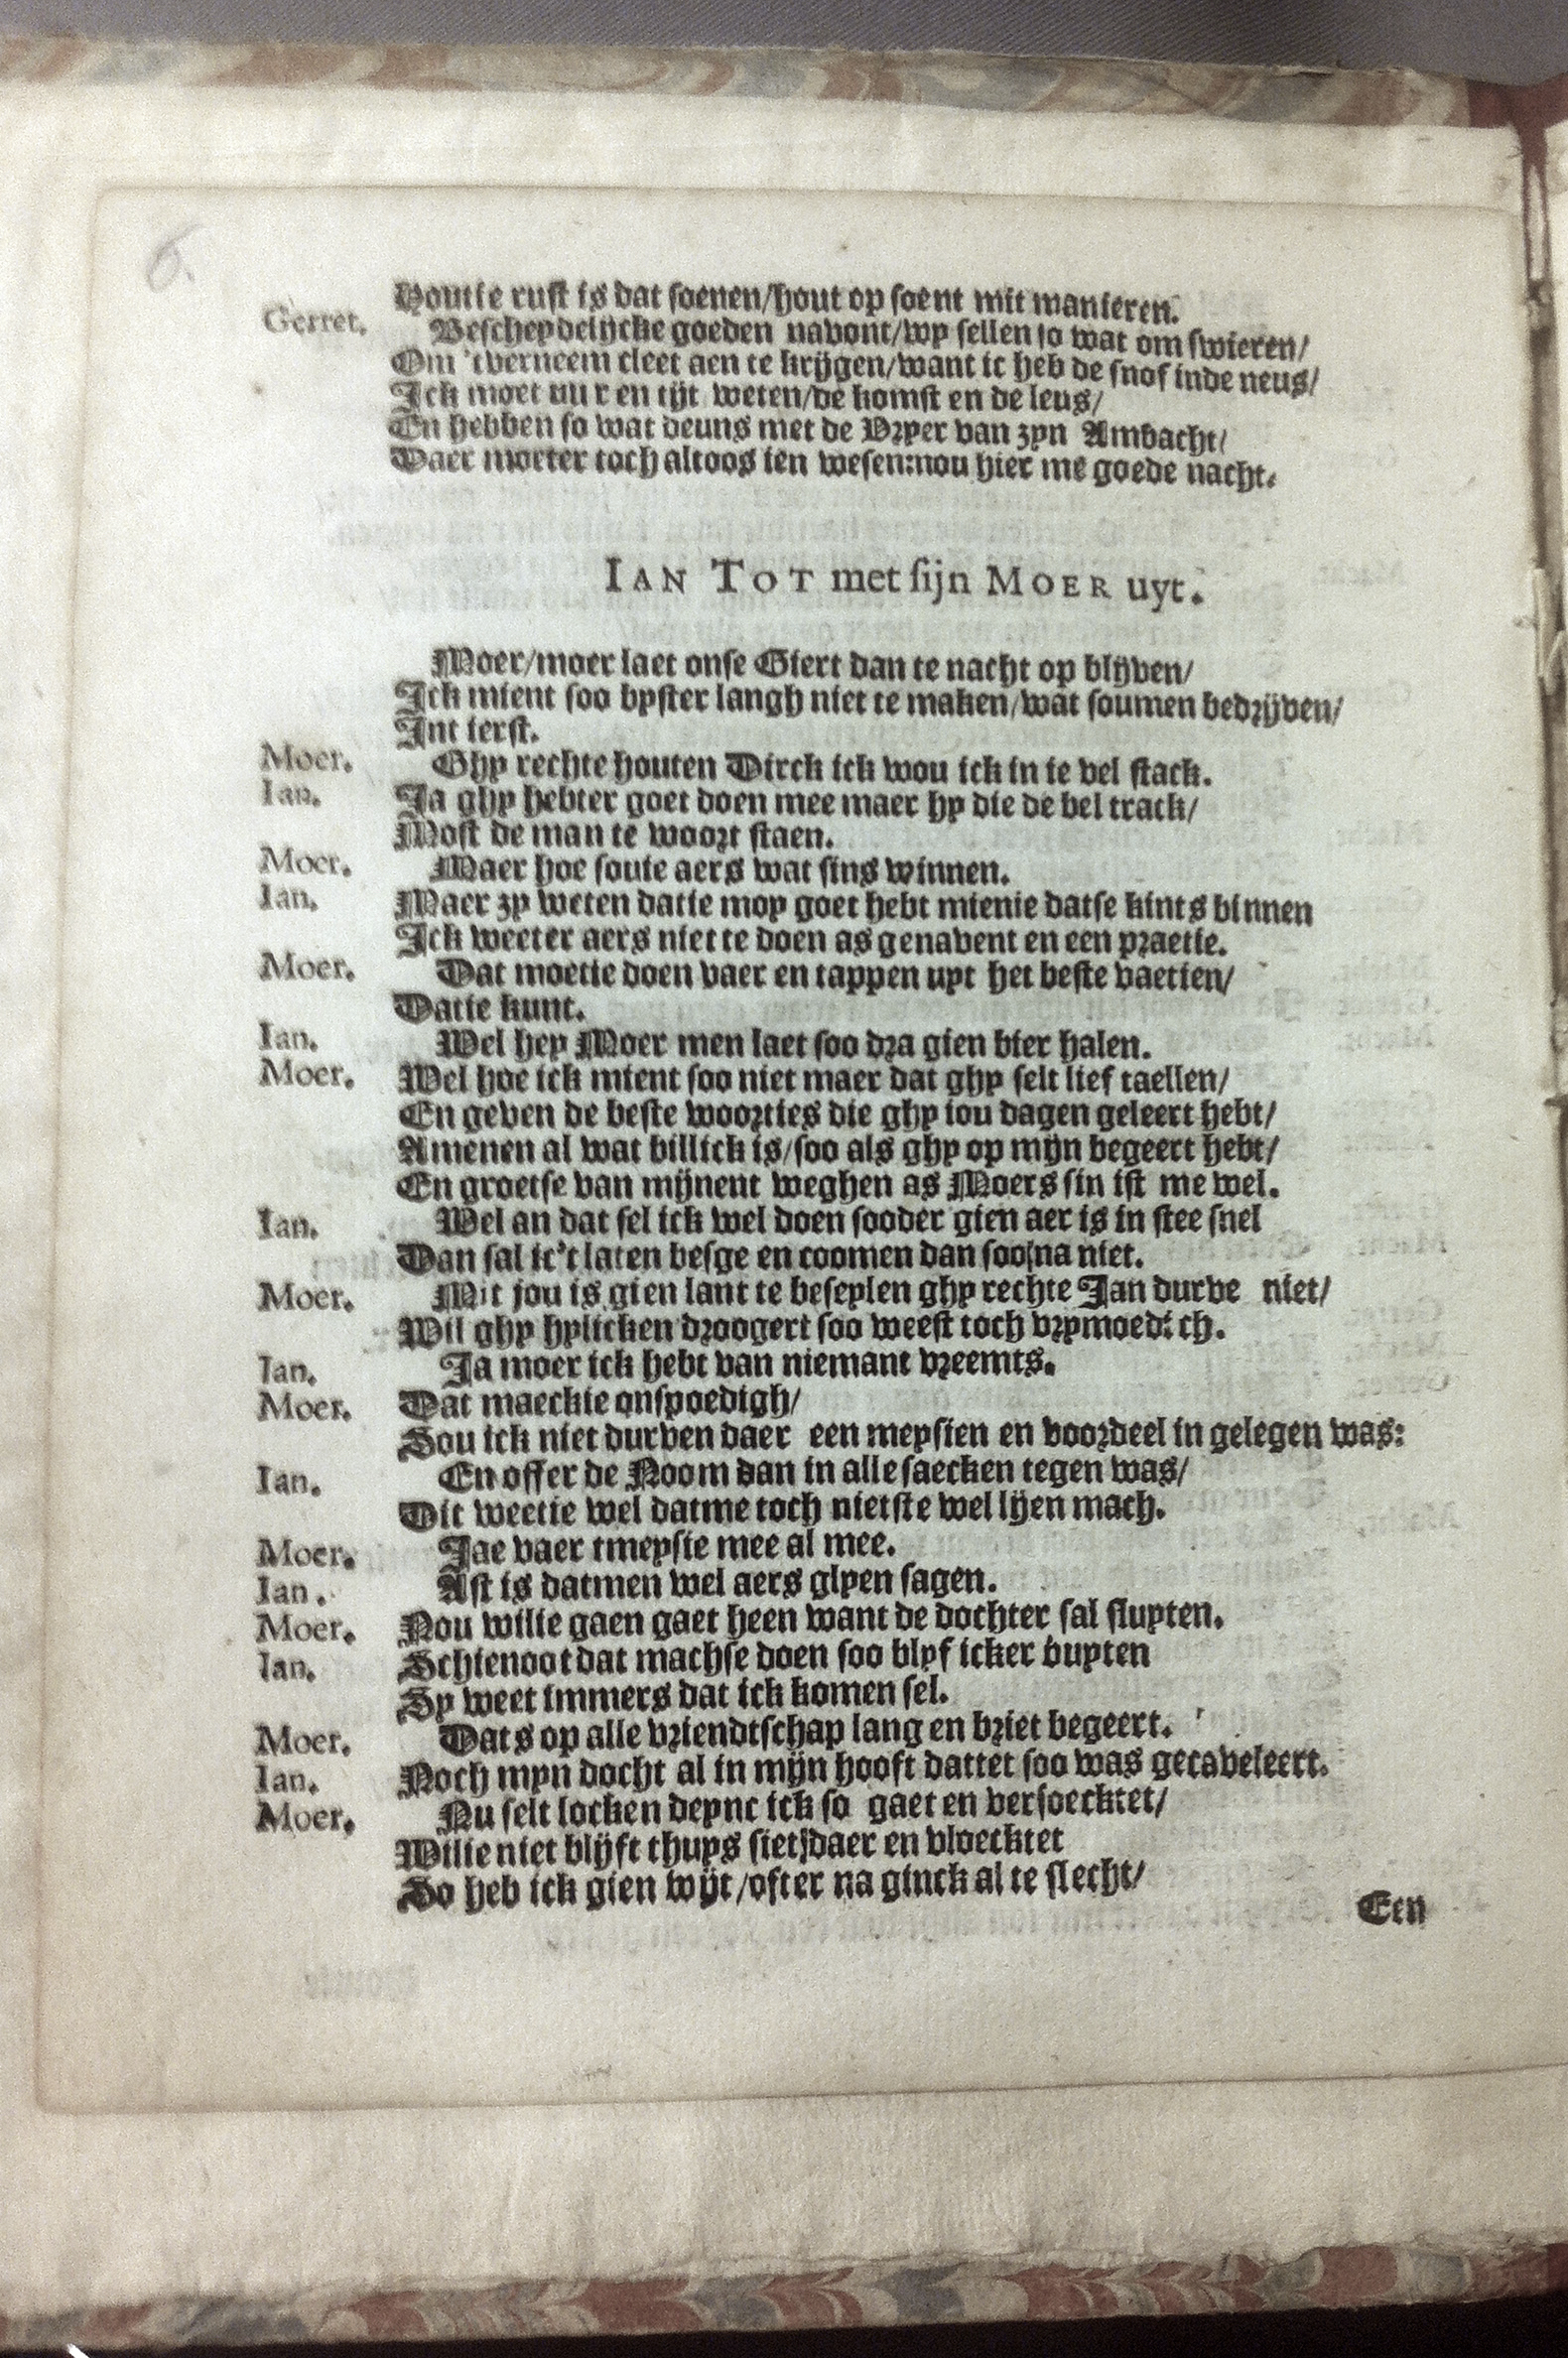 6.
Houtie rust is dat soenen/hout op soent mit manieren.
Gerret. Bescheydelijcke goeden navont/wy sellen so wat om swieren/
Om 'tverneem cleet aen te krijgen/want ic heb de snof inde neus/
Ick moet uur en tijt weten/de komst en de leus/
En hebben so wat deuns met de Vryer van zyn Ambacht/
Daer moeter toch altoos ien wesen:nou hier me goede nacht.
IAN TOT met sijn MOER uyt.
Moer/moer laet onse Giert dan te nacht op blijven/
Ick mient soo byster langh niet te maken/wat soumen bedrijven/
Int ierst.
Moer. Ghy rechte houten Dirck ick wou ick in ie vel stack.
Ian. Ja ghy hebter goet doen mee maer hy die de bel track/
Most de man te woort staen.
Moer. Maer hoe souie aers wat sins winnen.
Ian. Maer zy weten datie moy goet hebt mienie datse kints binnen
Ick weeter aers niet te doen as genavent en een praetie.
Moer. Dat moetie doen vaer en tappen uyt het beste vaetien/
Datie kunt.
Ian. Wel hey Moer men laet soo dra gien bier halen.
Moer. Wel hoe ick mient soo niet maer dat ghy selt lief taellen/
En geven de beste woorties die ghy iou dagen geleert hebt/
Amenen al wat billick is/soo als ghy op mijn begeert hebt/
En groetse van mijnent weghen as Moers sin ist me wel.
Ian. Wel an dat sel ick wel doen sooder gien aer is in stee snel
Dan sal ic't laten besge en coomen dan soo na niet.
Moer. Mit jou is gien lant te beseylen ghy rechte Jan durve niet/
Wil ghy hylicken droogert soo weest toch vrymoedich.
Ian. Ja moer ick hebt van niemant vreemts.
Moer. Dat maeckie onspoedigh/
Sou ick niet durven daer een meysien en voordeel in gelegen was:
Ian. En offer de Noom dan in alle saecken tegen was/
Dit weetie wel datme toch nietste wel lijen mach.
Moer. Jae vaer tmeysie mee al mee.
Ian. Ast is datmen wel aers glyen sagen.
Moer. Nou wilie gaen gaet heen want de dochter sal sluyten.
Ian. Schienoot dat machse doen soo blyf icker buyten
Sy weet immers dat ick komen sel.
Moer. Dats op alle vriendtschap lang en briet begeert.
Ian. Noch myn docht al in mijn hooft dattet soo was getaveleert.
Moer. Nu selt locken deync ick so gaet en versoecktet/
Wilie niet blijft thuys siet daer en vloecktet
So heb ick gien wijt/ofter na ginck al te slecht/
Een